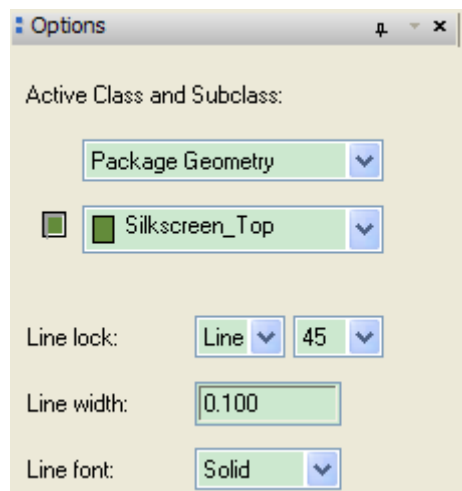 Options
Active Class and Subclass:
Package Geometry
Silkscreen_Top
Line lock: Line 45
Line width: 0.100
Line font: Solid